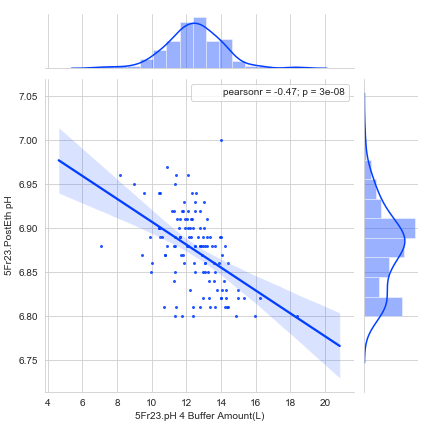 pearsonr = -0.47; p = 3e-08
7.05
7.00
6.95
6.90
6.85
6.80
6.75
5Fr23.PostEth pH
4 6 8 10 12 14 16 18 20
5Fr23.pH 4 Buffer Amount(L)